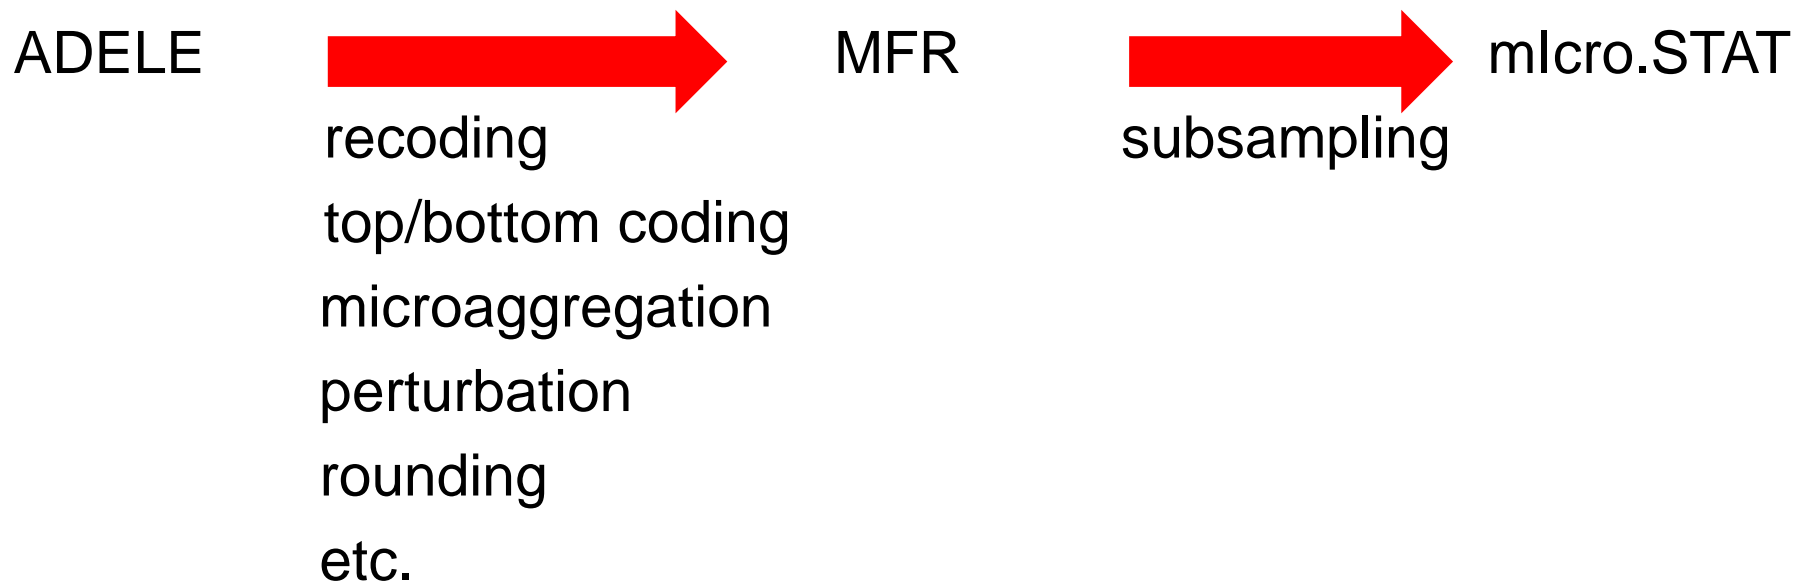 ADELE MFR mIcro.STAT
recoding subsampling
top/bottom coding
microaggregation
perturbation
rounding
etc.